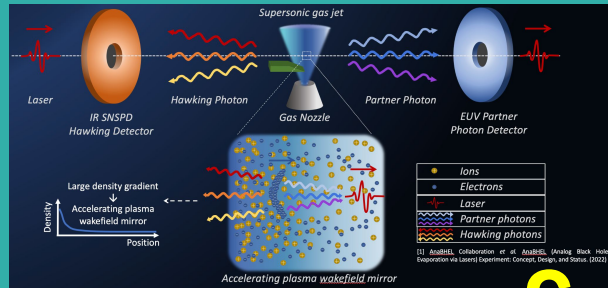 Supersonic gas jet
Laser
IR SNSPD
Hawking Detector
Hawking Photon
Gas Nozzle
Partner Photon
EUV Partner
Photon Detector
Large density gradient
↓
Accelerating plasma
wakefield mirror
Density
Position
Accelerating plasma wakefield mirror
Ions
Electrons
Laser
Partner photons
Hawking photons
[1] AnaBHEL Collaboration et al. AnaBHEL (Analog Black Hole
Evaporation via Lasers) Experiment: Concept, Design, and Status. (2022)